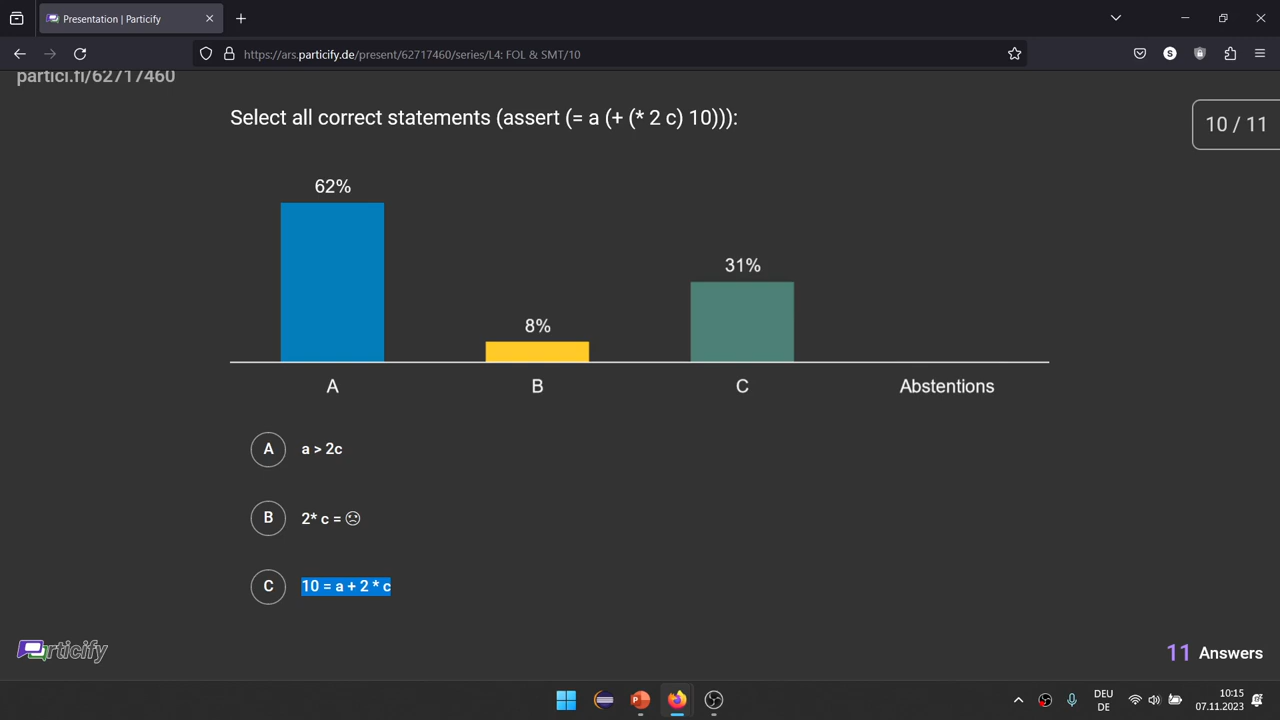 Presentation | Particify
https://ars.particify.de/present/62717460/series/L4: FOL & SMT/10
S
partici.fi/62717460
Select all correct statements (assert (= a (+ (* 2 c) 10))):
10 / 11
62%
31%
8%
A
B
C
Abstentions
A a > 2c
B 2* c = ☹
C 10 = a + 2 * c
articify
11 Answers
DEU
DE
10:15
07.11.2023